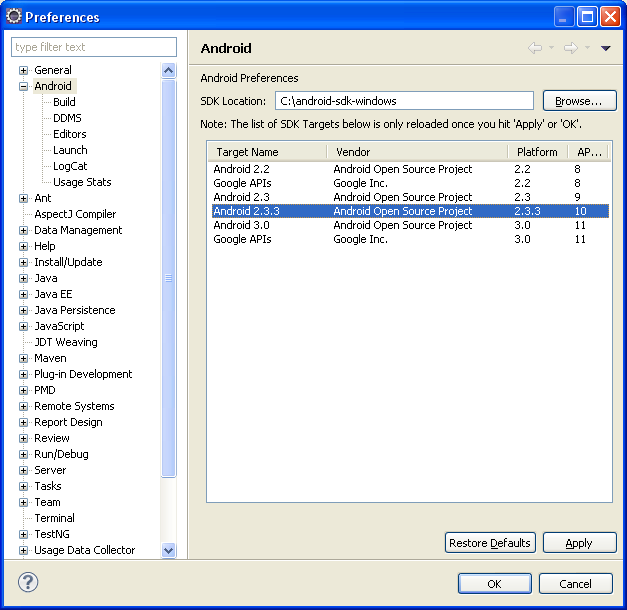 Preferences
type filter text
General
Android
Build
DDMS
Editors
Launch
LogCat
Usage Stats
Ant
AspectJ Compiler
Data Management
Help
Install/Update
Java
Java EE
Java Persistence
JavaScript
JDT Weaving
Maven
Plug-in Development
PMD
Remote Systems
Report Design
Review
Run/Debug
Server
Tasks
Team
Terminal
TestNG
Usage Data Collector
Android
Android Preferences
SDK Location: C:\android-sdk-windows Browse...
Note: The list of SDK Targets below is only reloaded once you hit 'Apply' or 'OK'.
Target Name Vendor Platform AP...
Android 2.2 Android Open Source Project 2.2 8
Google APIs Google Inc. 2.2 8
Android 2.3 Android Open Source Project 2.3 9
Android 2.3.3 Android Open Source Project 2.3.3 10
Android 3.0 Android Open Source Project 3.0 11
Google APIs Google Inc. 3.0 11
Restore Defaults Apply
? OK Cancel